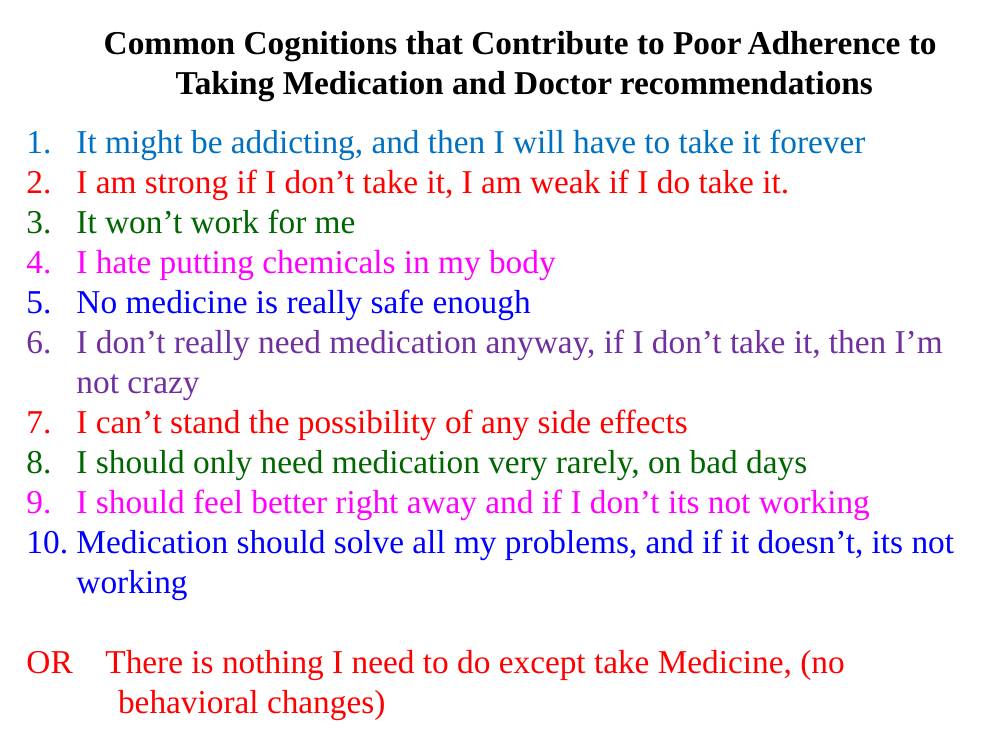 Common Cognitions that Contribute to Poor Adherence to
Taking Medication and Doctor recommendations
1. It might be addicting, and then I will have to take it forever
2. I am strong if I don’t take it, I am weak if I do take it.
3. It won’t work for me
4. I hate putting chemicals in my body
5. No medicine is really safe enough
6. I don’t really need medication anyway, if I don’t take it, then I’m
not crazy
7. I can’t stand the possibility of any side effects
8. I should only need medication very rarely, on bad days
9. I should feel better right away and if I don’t its not working
10. Medication should solve all my problems, and if it doesn’t, its not
working
OR There is nothing I need to do except take Medicine, (no
behavioral changes)